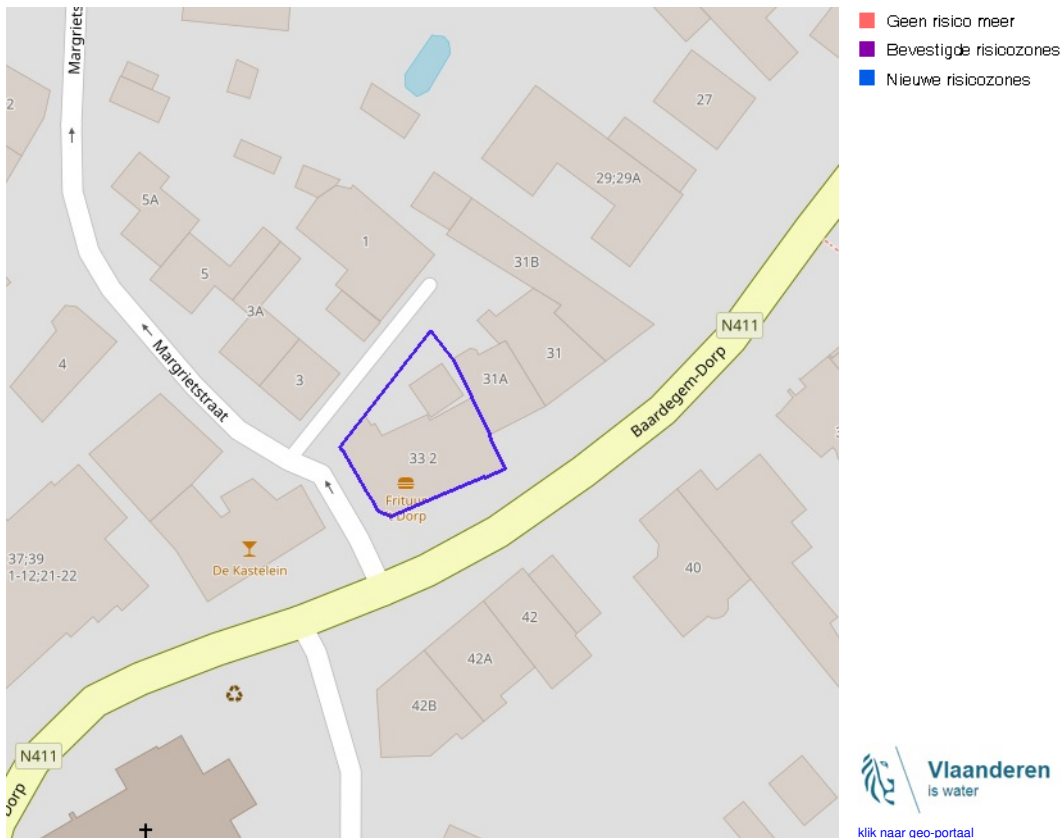 Margriets
2
5A
5
3A
3
4
1
27
29;29A
31B
31
31A
33 2
Frituur
Dorp
Margrietstraat
N411
Baardegem-Dorp
De Kastelein
37;39
1-12;21-22
40
42
42A
42B
N411
Dorp
Geen risico meer
Bevestigde risicozones
Nieuwe risicozones
Vlaanderen
is water
klik naar geo-portaal